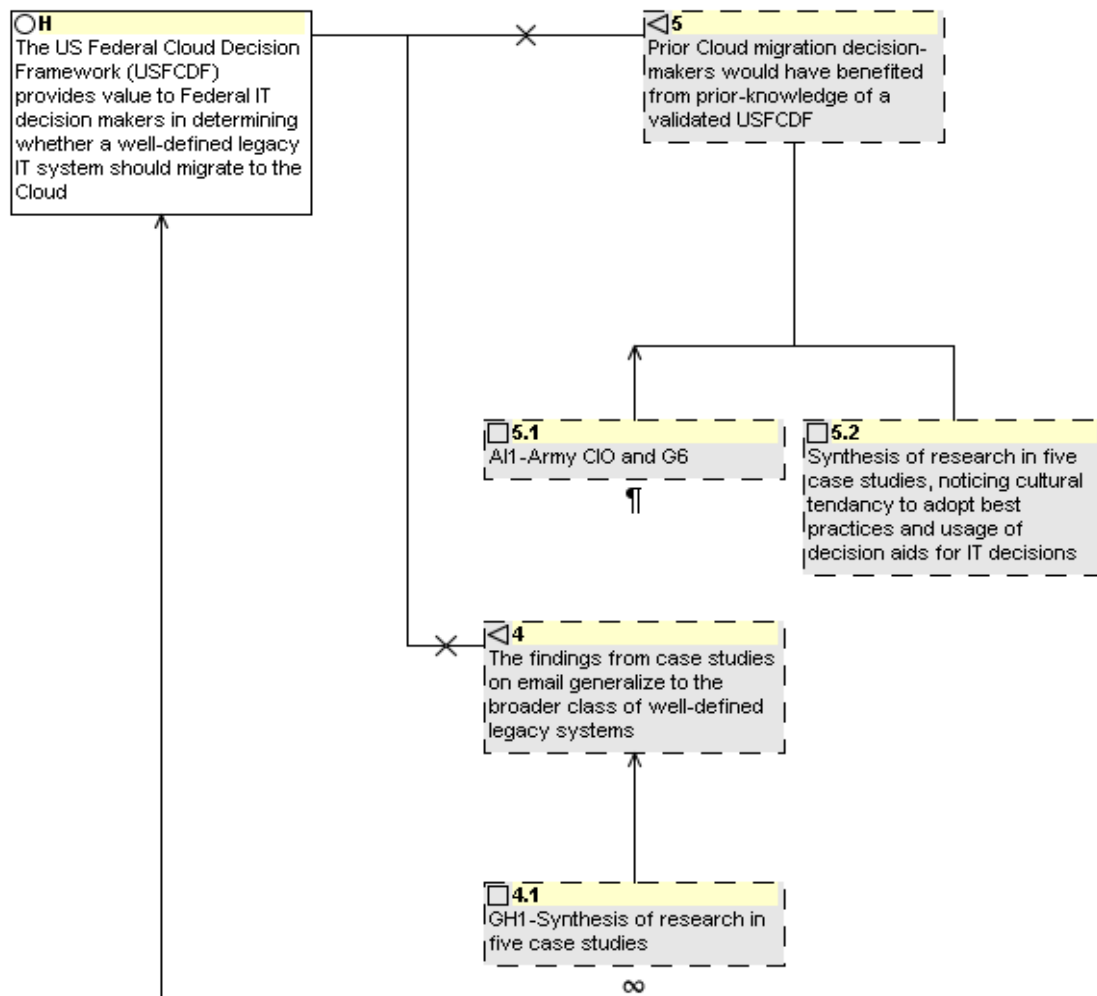 H
The US Federal Cloud Decision
Framework (USFCDF)
provides value to Federal IT
decision makers in determining
whether a well-defined legacy
IT system should migrate to the
Cloud
5
Prior Cloud migration decision-
makers would have benefited
from prior-knowledge of a
validated USFCDF
5.1
AI1-Army CIO and G6
¶
5.2
Synthesis of research in five
case studies, noticing cultural
tendancy to adopt best
practices and usage of
decision aids for IT decisions
4
The findings from case studies
on email generalize to the
broader class of well-defined
legacy systems
4.1
GH1-Synthesis of research in
five case studies
∞